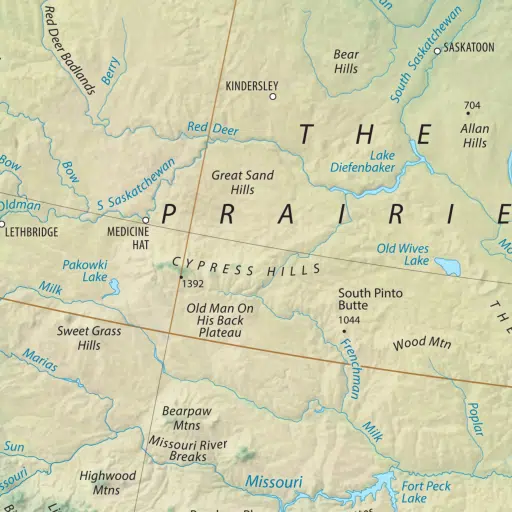 Red Deer Badlands
Berry
South Saskatchewan
SASKATOON
Bear
Hills
KINDERSLEY
704
Allan
Hills
Red Deer
THE
Lake
Diefenbaker
Bow
Bow
Oldman
S Saskatchewan
Great Sand
Hills
PRAIRIE
LETHBRIDGE
MEDICINE
HAT
Old Wives
Lake
CYPRESS HILLS
Pakowki
Lake
1392
Milk
Old Man On
His Back
Plateau
South Pinto
Butte
1044
THE
Sweet Grass
Hills
Wood Mtn
Marias
Frenchman
Poplar
Bearpaw
Mtns
Milk
Missouri River
Breaks
Sun
Highwood
Mtns
Missouri
Fort Peck
Lake